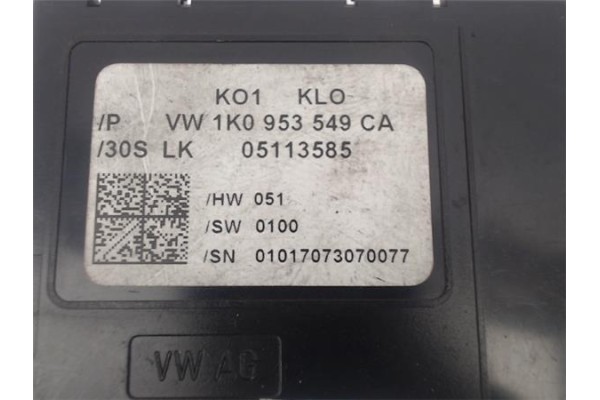 KO1 KLO
/P VW 1K0 953 549 CA
/30S LK 05113585
/HW 051
/SW 0100
/SN 01017073070077
VW AG